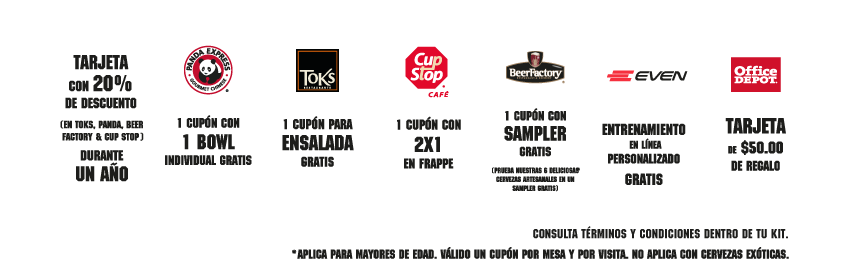 TARJETA
CON 20%
DE DESCUENTO
(EN TOKS, PANDA, BEER
FACTORY & CUP STOP)
DURANTE
UN AÑO
PANDA EXPRESS
GOURMET CHINESE
1 CUPÓN CON
1 BOWL
INDIVIDUAL GRATIS
TOKS
RESTAURANTE
1 CUPÓN PARA
ENSALADA
GRATIS
Cup
Stop
CAFÉ
1 CUPÓN CON
2X1
EN FRAPPE
BeerFactory
1 CUPÓN CON
SAMPLER
GRATIS
(PRUEBA NUESTRAS 6 DELICIOSAS*
CERVEZAS ARTESANALES EN UN
SAMPLER GRATIS)
EVEN
ENTRENAMIENTO
EN LÍNEA
PERSONALIZADO
GRATIS
Office
DEPOT.
TARJETA
DE $50.00
DE REGALO
CONSULTA TÉRMINOS Y CONDICIONES DENTRO DE TU KIT.
*APLICA PARA MAYORES DE EDAD. VÁLIDO UN CUPÓN POR MESA Y POR VISITA. NO APLICA CON CERVEZAS EXÓTICAS.